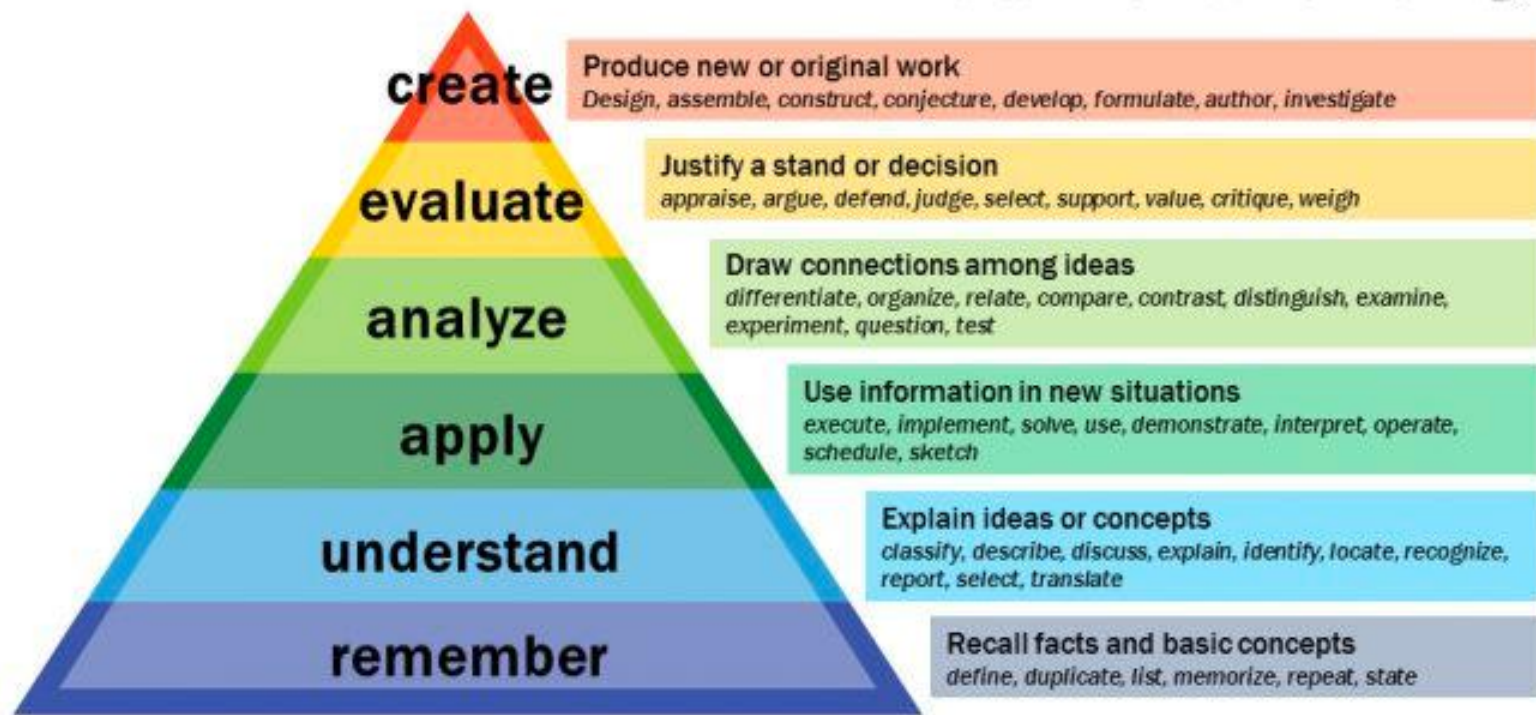 create
Produce new or original work
Design, assemble, construct, conjecture, develop, formulate, author, investigate
evaluate
Justify a stand or decision
appraise, argue, defend, judge, select, support, value, critique, weigh
analyze
Draw connections among ideas
differentiate, organize, relate, compare, contrast, distinguish, examine,
experiment, question, test
apply
Use information in new situations
execute, implement, solve, use, demonstrate, interpret, operate,
schedule, sketch
understand
Explain ideas or concepts
classify, describe, discuss, explain, identify, locate, recognize,
report, select, translate
remember
Recall facts and basic concepts
define, duplicate, list, memorize, repeat, state